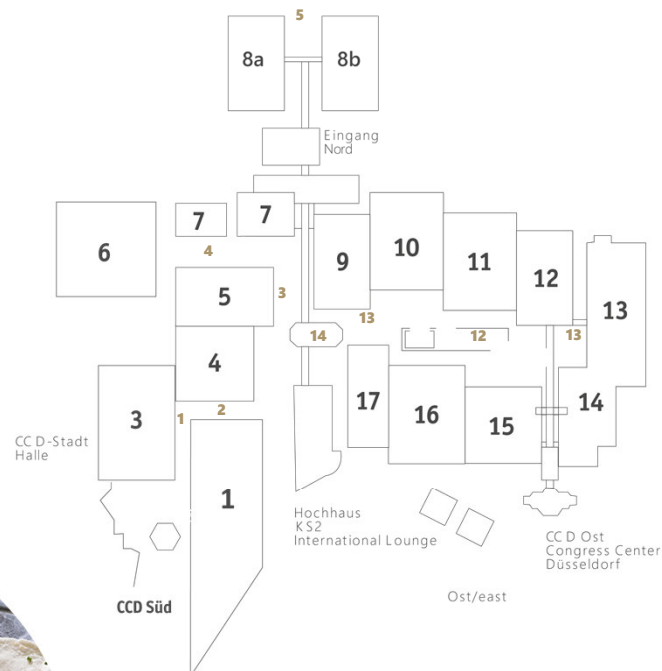 5
8a
8b
Eingang
Nord
7
7
6
4
5
3
9
10
11
12
13
13
12
13
14
4
3
1
2
17
16
15
14
CCD-Stadt
Halle
1
Hochhaus
KS2
International Lounge
CCD Ost
Congress Center
Düsseldorf
Ost/east
CCD Süd